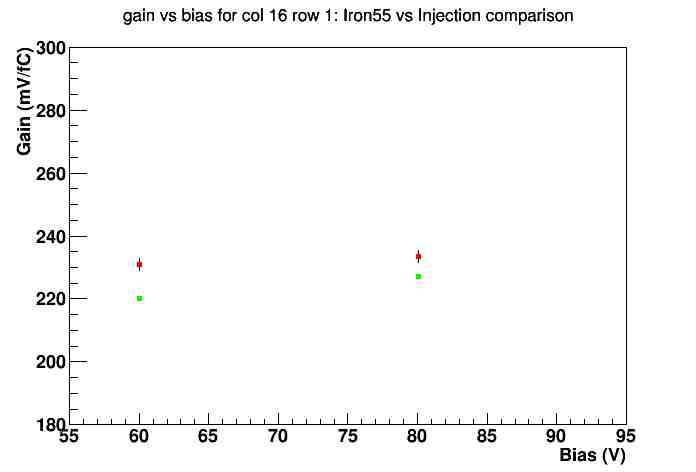 gain vs bias for col 16 row 1: Iron55 vs Injection comparison
Gain (mV/fC)
300
280
260
240
220
200
180
55 60 65 70 75 80 85 90 95
Bias (V)